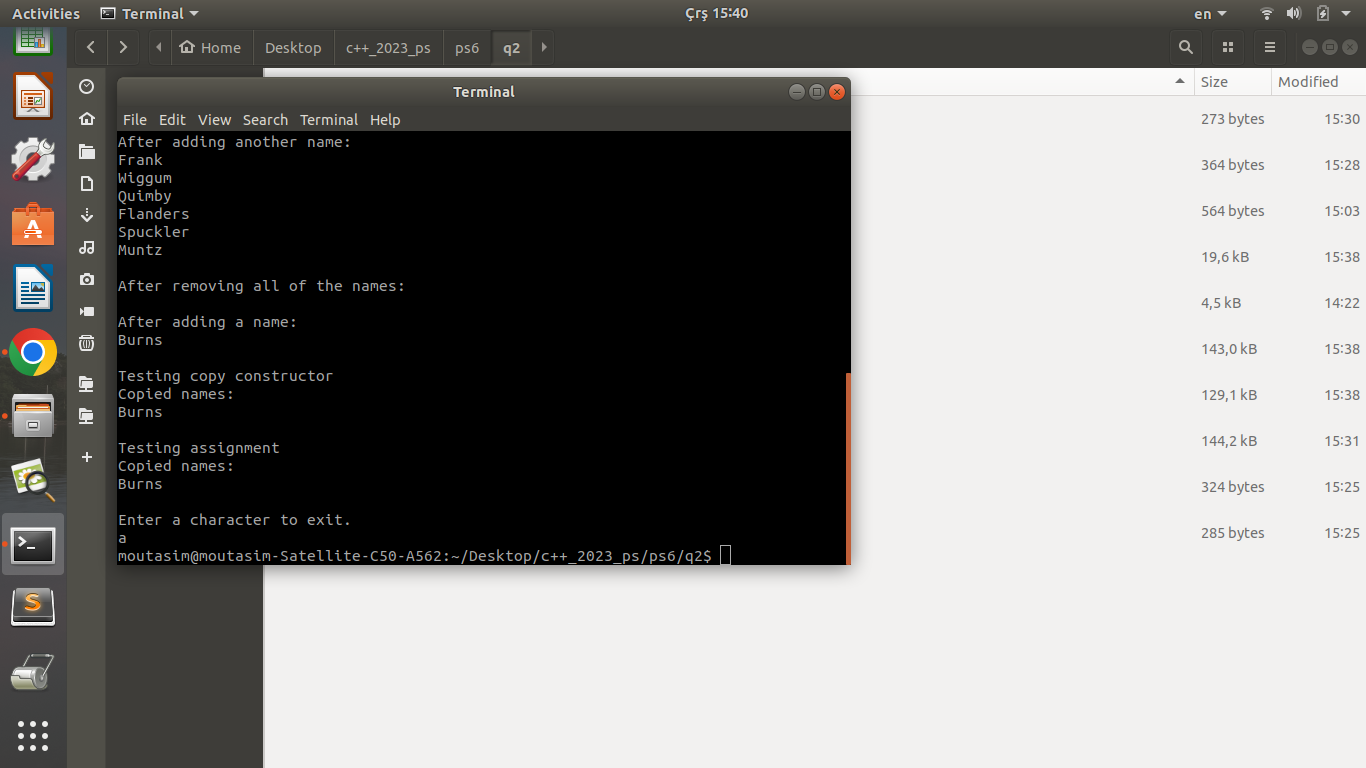 Activities Terminal Çrş 15:40 en
Home Desktop c++_2023_ps ps6 q2
Size Modified
Terminal
File Edit View Search Terminal Help
After adding another name:
Frank
Wiggum
Quimby
Flanders
Spuckler
Muntz
After removing all of the names:
After adding a name:
Burns
Testing copy constructor
Copied names:
Burns
Testing assignment
Copied names:
Burns
Enter a character to exit.
a
moutasim@moutasim-Satellite-C50-A562:~/Desktop/c++_2023_ps/ps6/q2$
273 bytes 15:30
364 bytes 15:28
564 bytes 15:03
19,6 kB 15:38
4,5 kB 14:22
143,0 kB 15:38
129,1 kB 15:38
144,2 kB 15:31
324 bytes 15:25
285 bytes 15:25